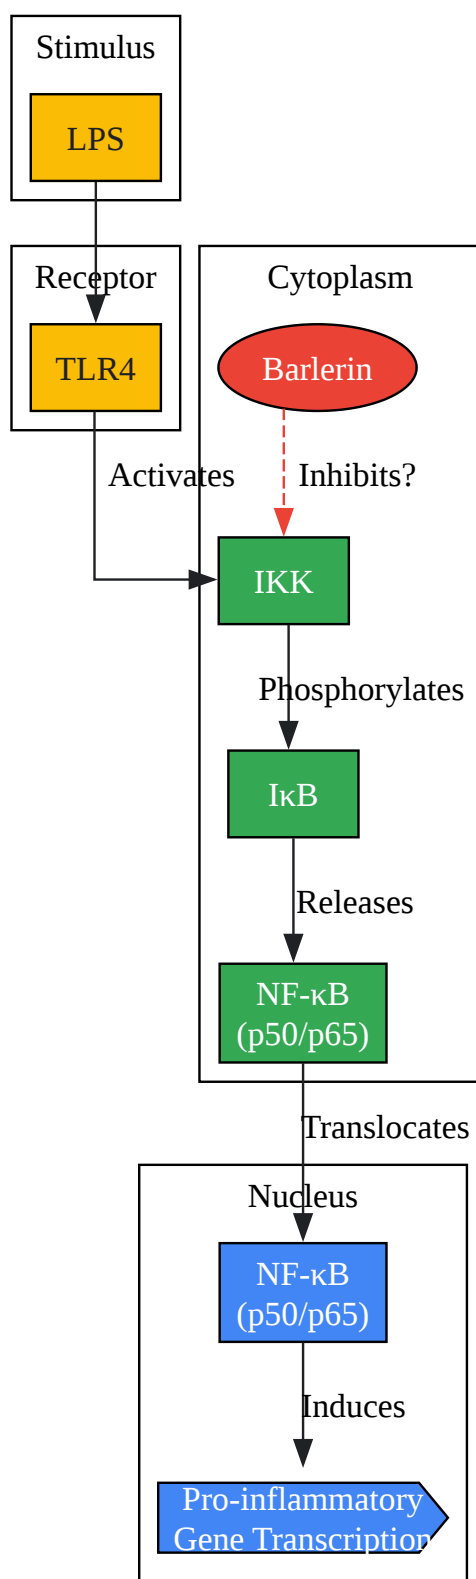 Stimulus
LPS
Receptor
Cytoplasm
TLR4
Barlerin
Activates
Inhibits?
IKK
Phosphorylates
IκB
Releases
NF-κB
(p50/p65)
Translocates
Nucleus
NF-κB
(p50/p65)
Induces
Pro-inflammatory
Gene Transcription